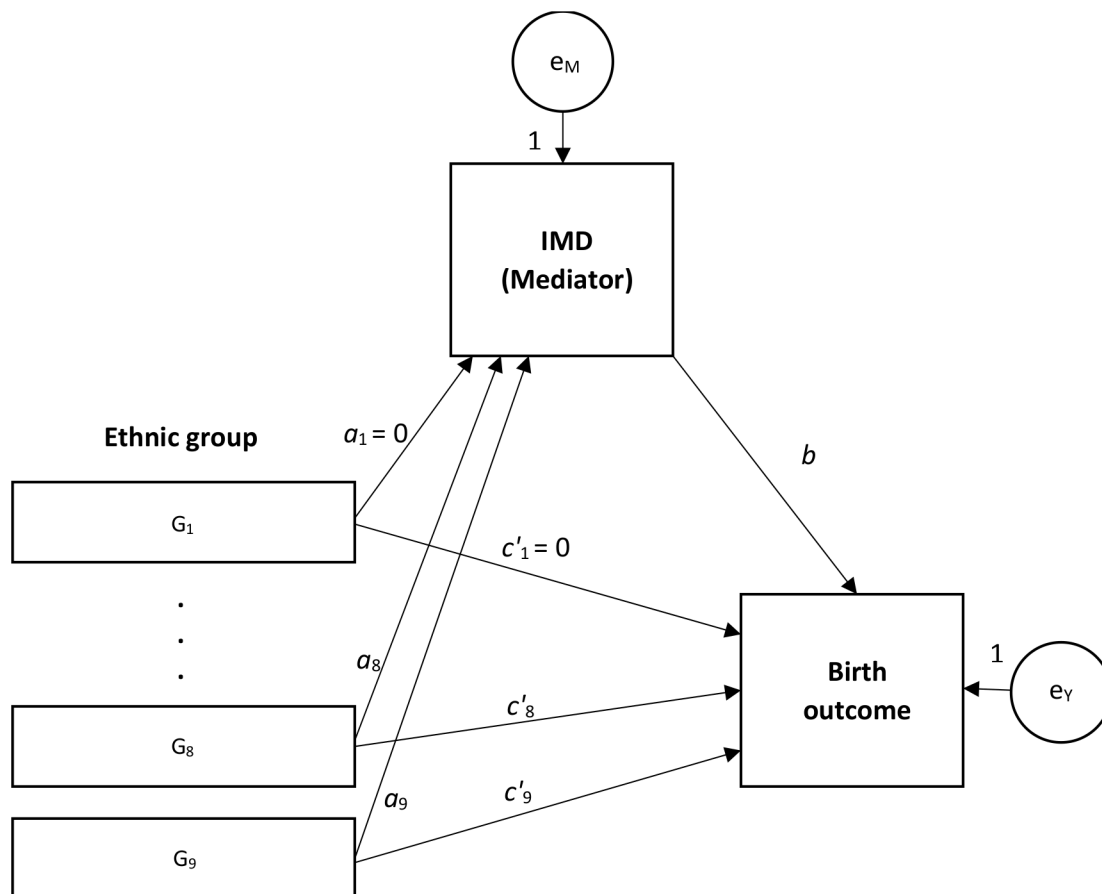 eM
1
IMD
(Mediator)
Ethnic group
a1 = 0
b
G1
c'1 = 0
.
.
.
a8
c'8
G8
a9
c'9
G9
Birth
outcome
1
eY